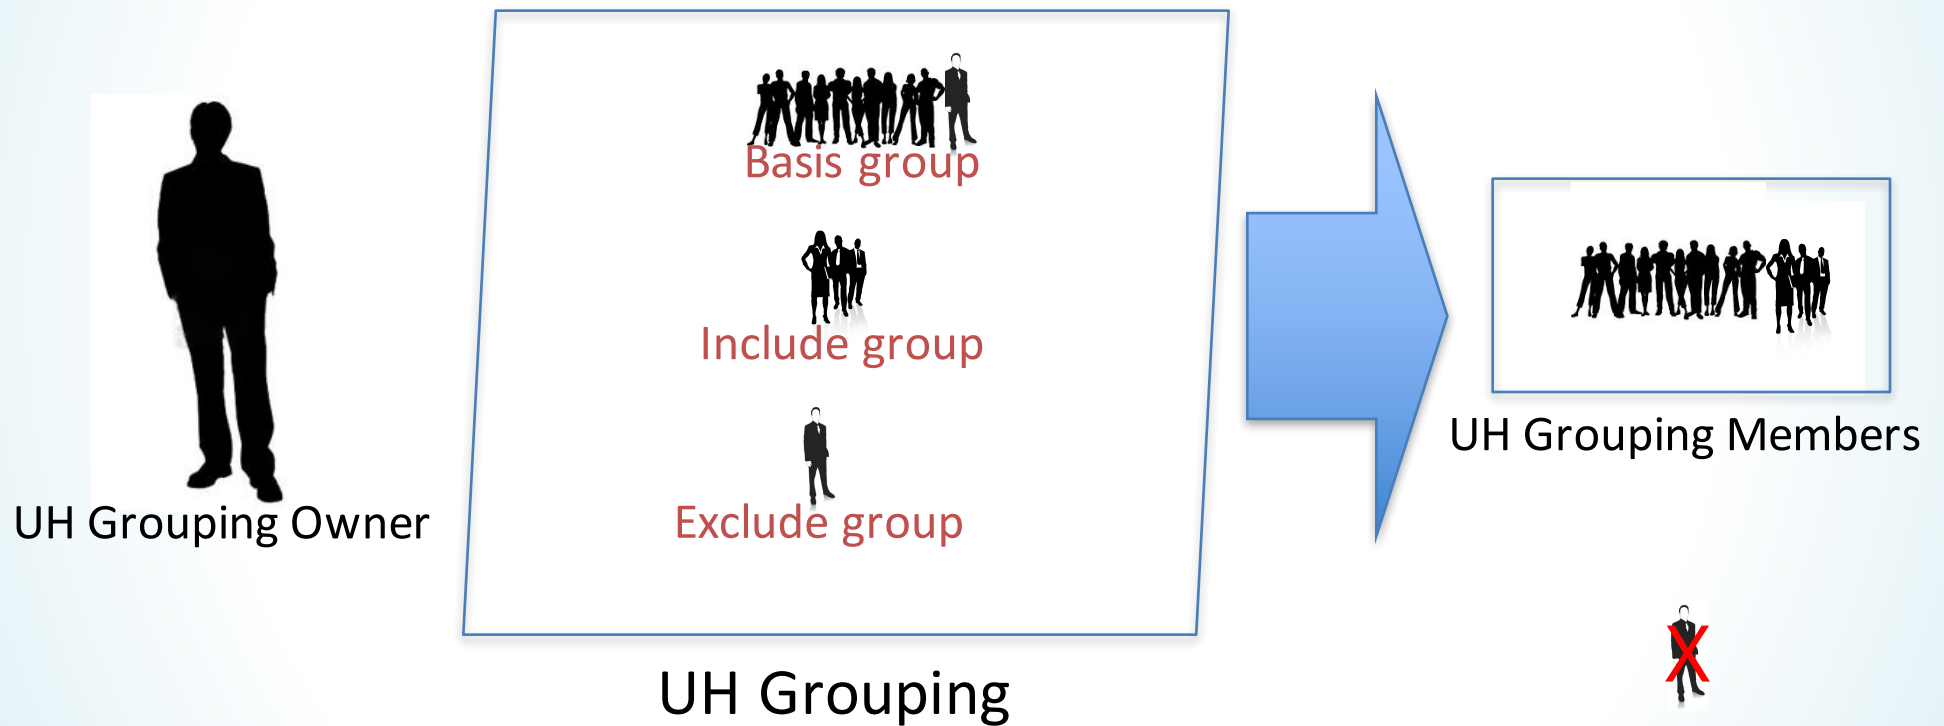 Basis group
Include group
Exclude group
UH Grouping Owner
UH Grouping
UH Grouping Members
X